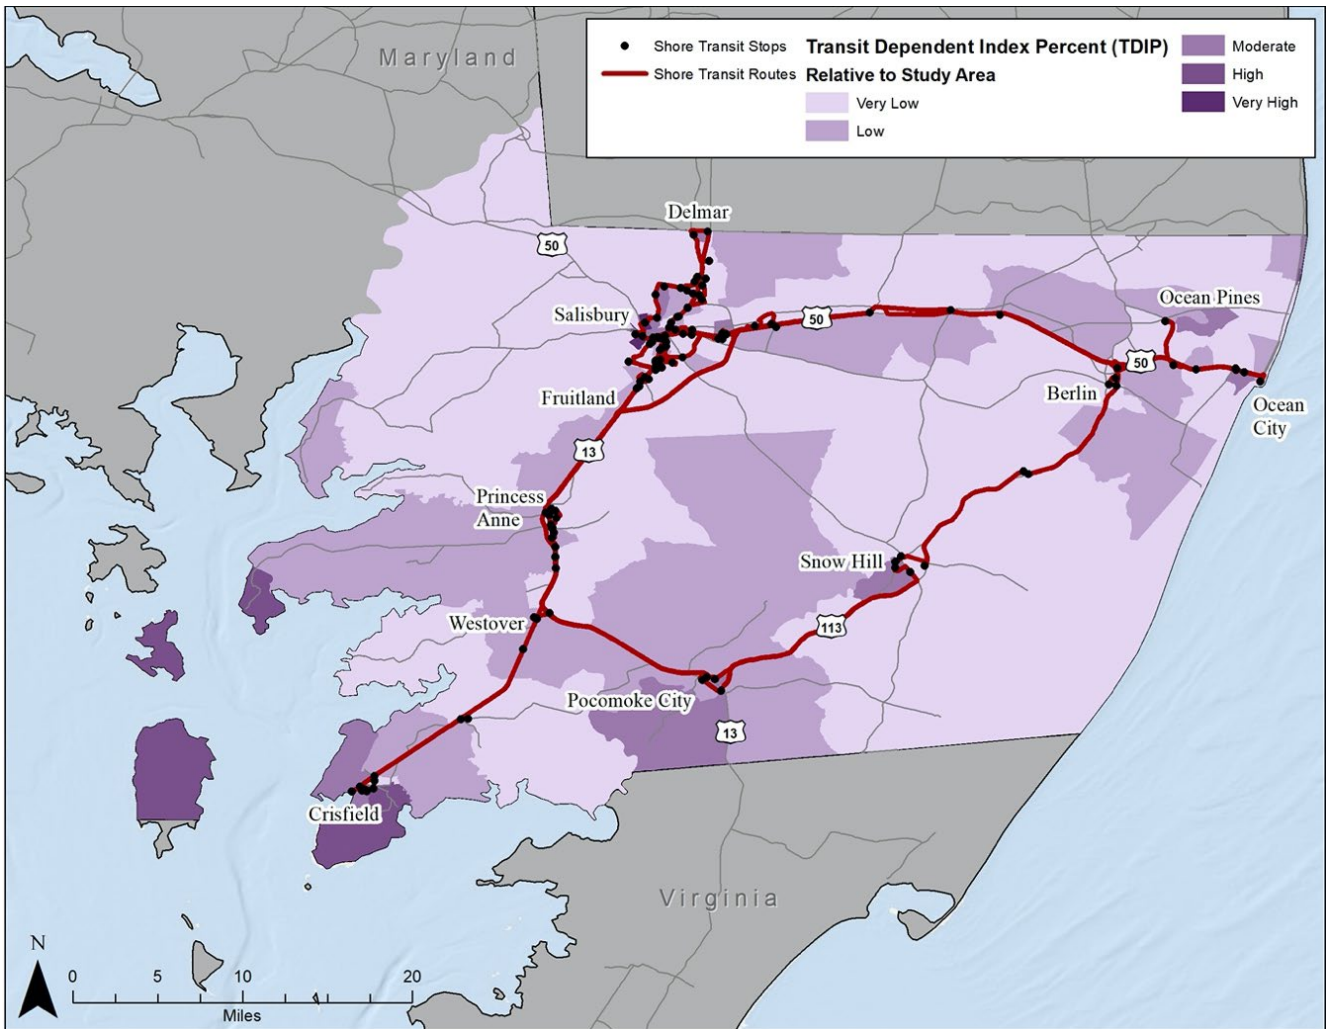 Maryland
Shore Transit Stops
Shore Transit Routes
Transit Dependent Index Percent (TDIP)
Relative to Study Area
Very Low
Low
Moderate
High
Very High
Delmar
50
Salisbury
50
Ocean Pines
50
Fruitland
Berlin
Ocean
City
13
Princess
Anne
Snow Hill
Westover
113
Pocomoke City
13
Crisfield
Virginia
N
0 5 10 20
Miles